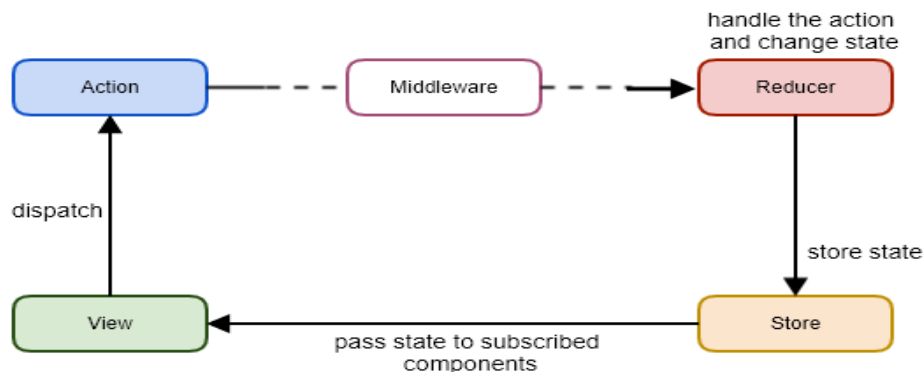 handle the action
and change state
Action
Middleware
Reducer
dispatch
store state
View
Store
pass state to subscribed
components